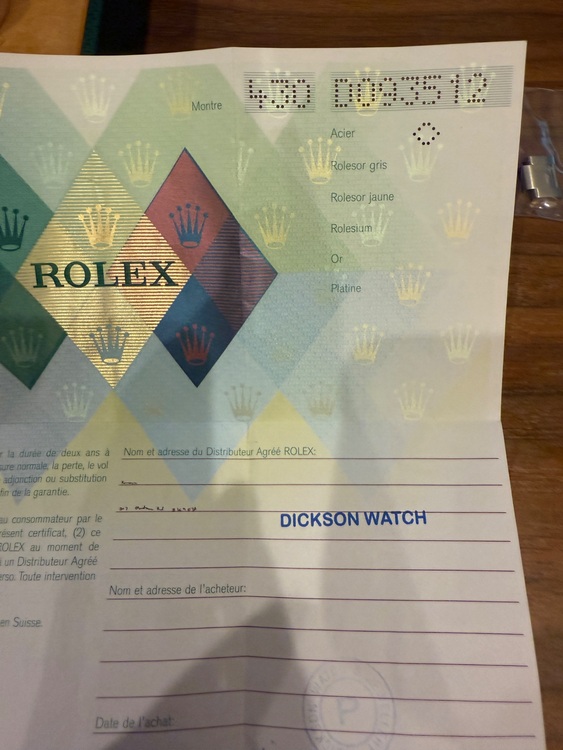 Montre 430 D093512
Acier
Rolesor gris
Rolesor jaune
Rolesium
Or
Platine
ROLEX
r la durée de deux ans à
sure normale, la perte, le vol
adjonction ou substitution
fin de la garantie.
au consommateur par le
résent certificat, (2) ce
ROLEX au moment de
i un Distributeur Agréé
erso. Toute intervention
en Suisse.
Nom et adresse du Distributeur Agréé ROLEX:
DICKSON WATCH
Nom et adresse de l'acheteur:
P
Date de l'achat: